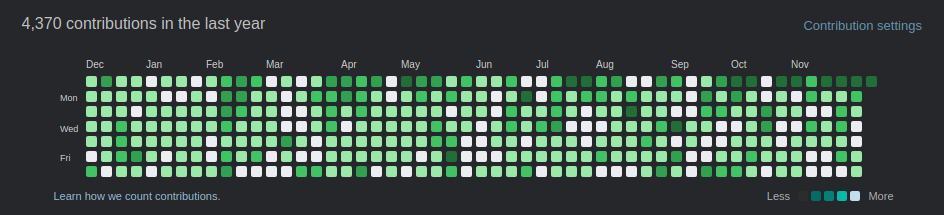 4,370 contributions in the last year
Contribution settings
Dec Jan Feb Mar Apr May Jun Jul Aug Sep Oct Nov
Mon
Wed
Fri
Learn how we count contributions.
Less More